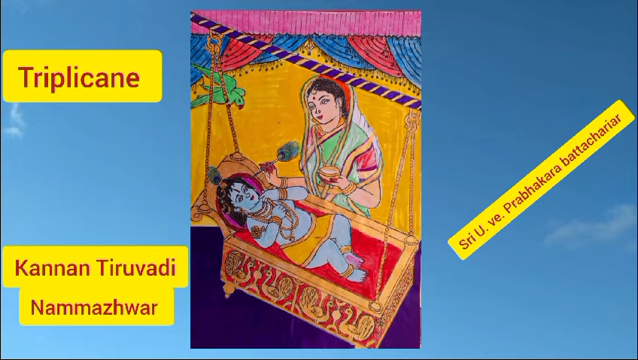 Triplicane
Sri U. ve. Prabhakara battachariar
Kannan Tiruvadi
Nammazhwar